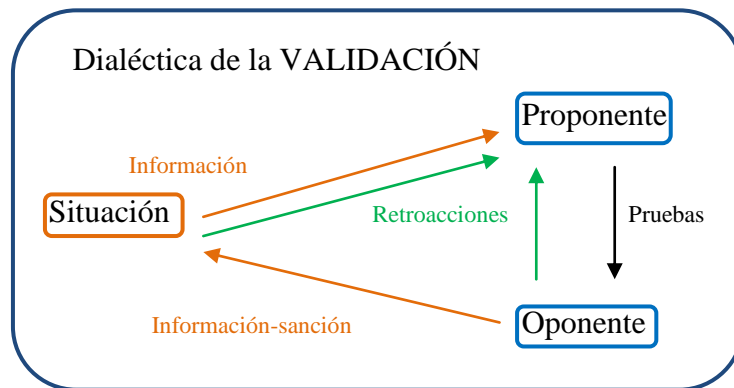 Dialéctica de la VALIDACIÓN
Proponente
Información
Situación
Retroacciones
Pruebas
Información-sanción
Oponente